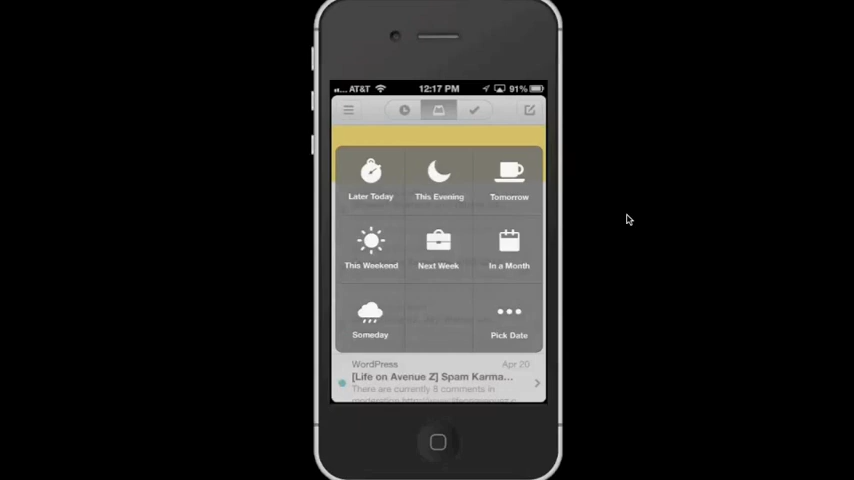 AT&T 12:17 PM 91%
Later Today This Evening Tomorrow
This Weekend Next Week In a Month
Someday Pick Date
WordPress Apr 20
[Life on Avenue Z] Spam Karma...
There are currently 8 comments in